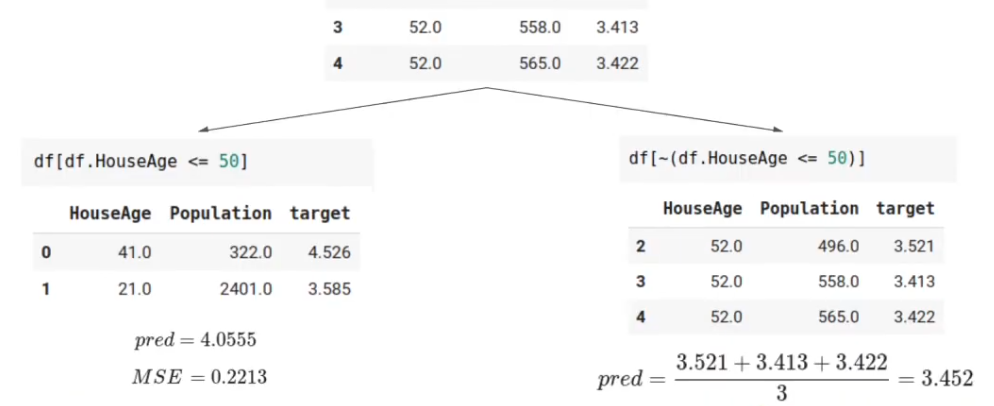 3 52.0 558.0 3.413
4 52.0 565.0 3.422
df[df.HouseAge <= 50]
HouseAge Population target
0 41.0 322.0 4.526
1 21.0 2401.0 3.585
pred = 4.0555
MSE = 0.2213
df[~(df.HouseAge <= 50)]
HouseAge Population target
2 52.0 496.0 3.521
3 52.0 558.0 3.413
4 52.0 565.0 3.422
pred = (3.521 + 3.413 + 3.422) / 3 = 3.452